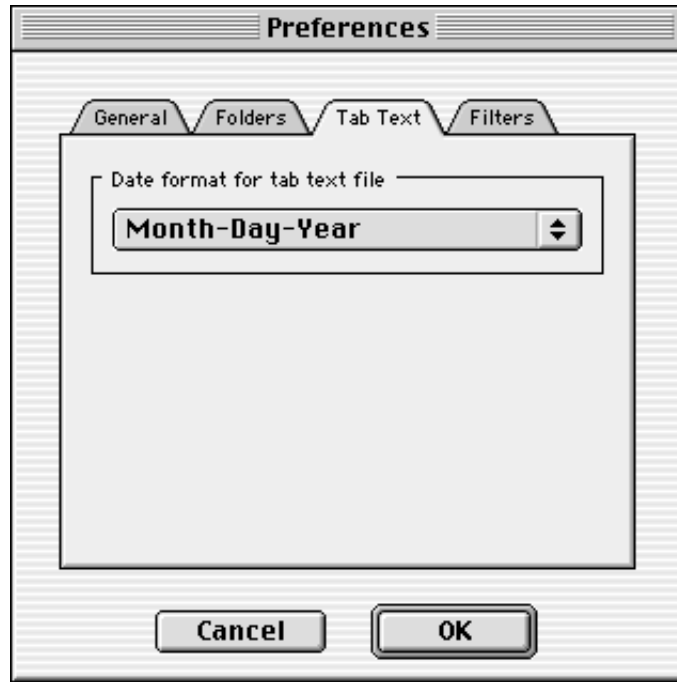 Preferences
General Folders Tab Text Filters
Date format for tab text file
Month-Day-Year
Cancel OK